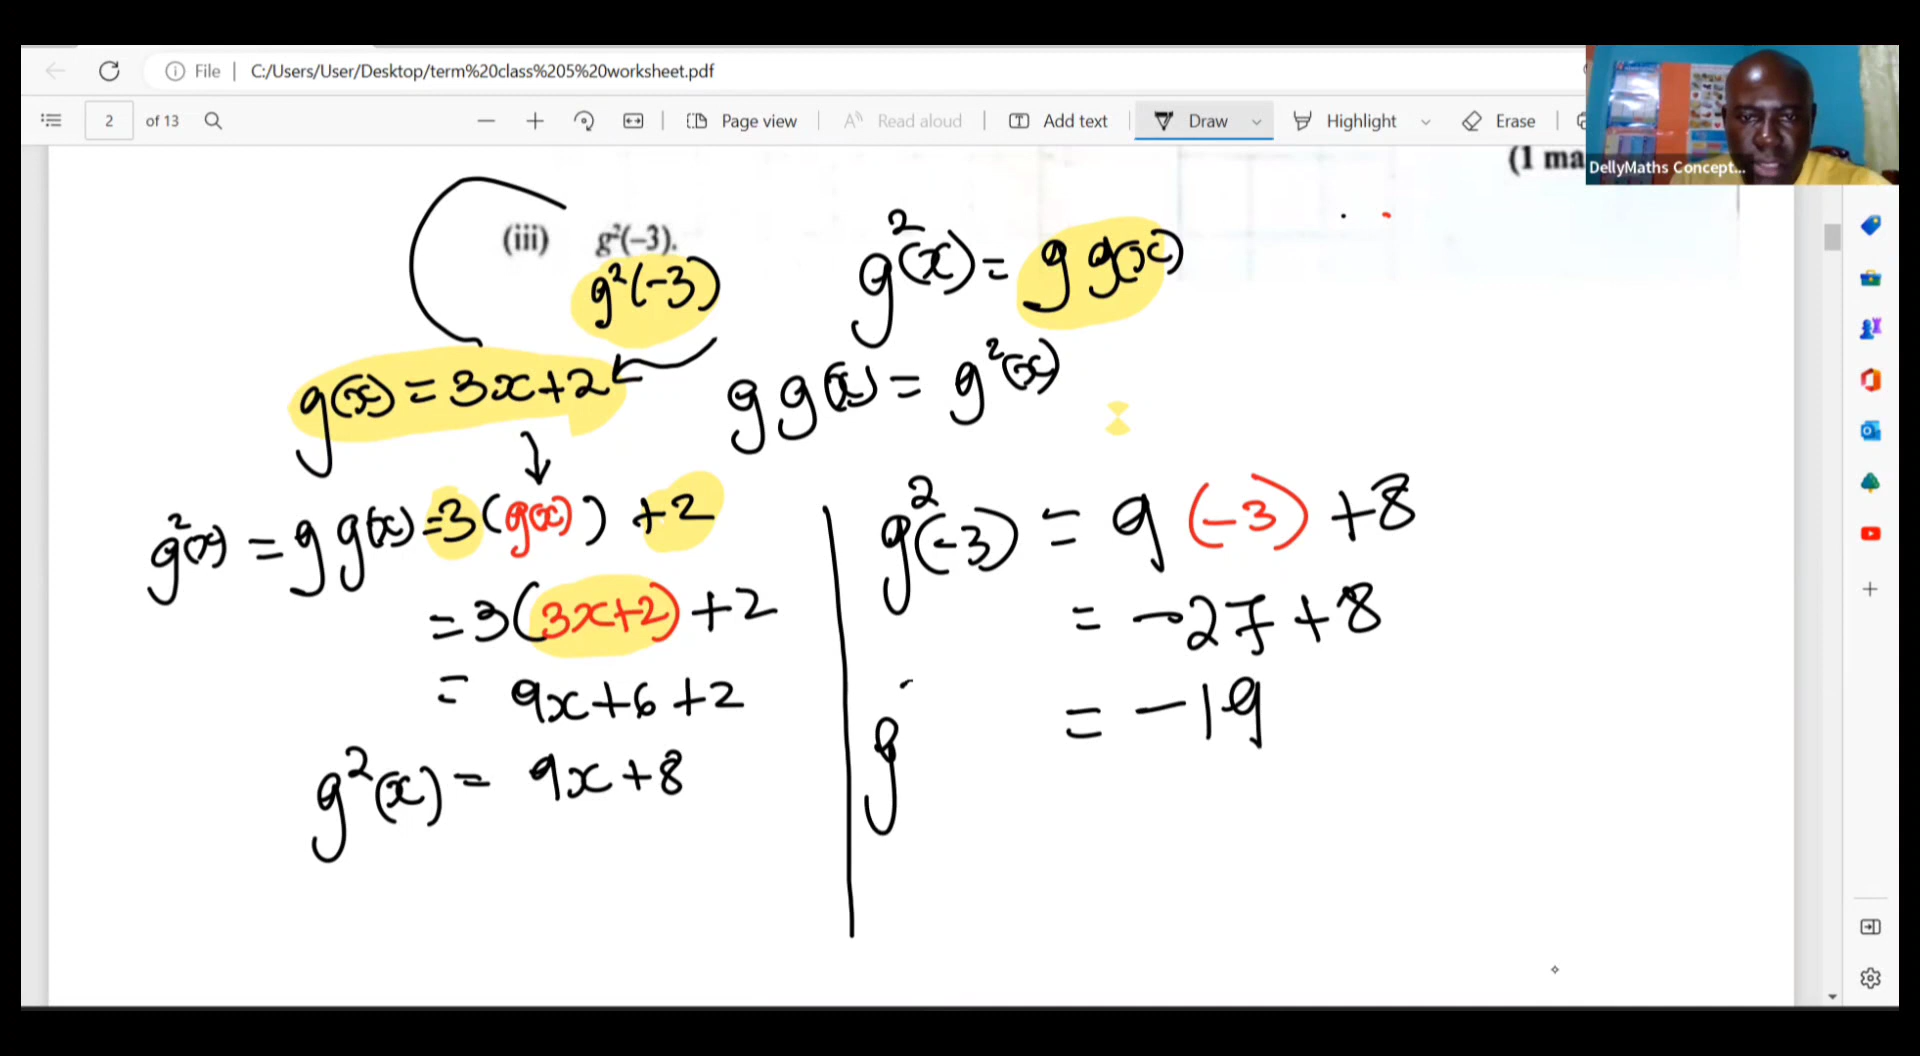 File | C:/Users/User/Desktop/term%20class%205%20worksheet.pdf
2 of 13 Page view Read aloud Add text Draw Highlight Erase
(1 ma
DellyMaths Concept...
(iii) g²(–3).
g²(-3)
g²(x) = g g(x)
g(x) = 3x+2
g g(x) = g²(x)
g²(x) = g g(x) = 3(g(x)) +2
= 3(3x+2) +2
= 9x+6+2
g²(x) = 9x+8
g²(-3) = 9(-3) +8
= -27+8
= -19
g